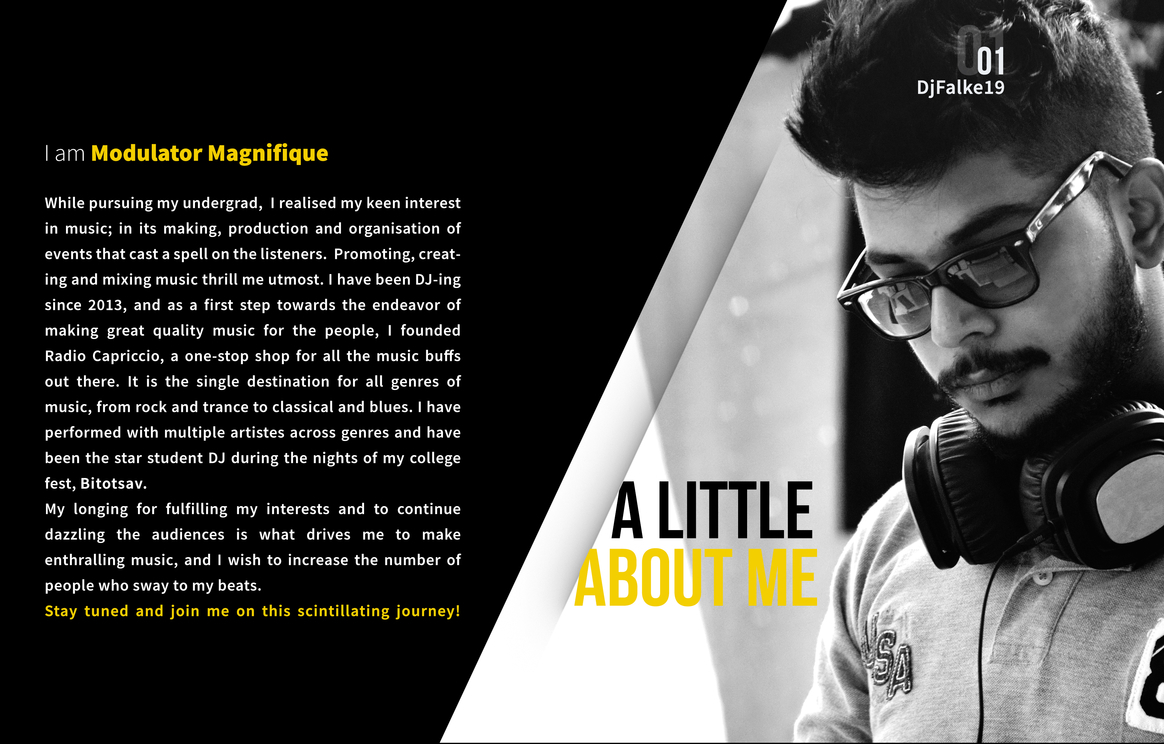 01
DjFalke19
I am Modulator Magnifique
While pursuing my undergrad,  I realised my keen interest
in music; in its making, production and organisation of
events that cast a spell on the listeners.  Promoting, creat-
ing and mixing music thrill me utmost. I have been DJ-ing
since 2013, and as a first step towards the endeavor of
making great quality music for the people, I founded
Radio Capriccio, a one-stop shop for all the music buffs
out there. It is the single destination for all genres of
music, from rock and trance to classical and blues. I have
performed with multiple artistes across genres and have
been the star student DJ during the nights of my college
fest, Bitotsav.
My longing for fulfilling my interests and to continue
dazzling the audiences is what drives me to make
enthralling music, and I wish to increase the number of
people who sway to my beats.
Stay tuned and join me on this scintillating journey!
A LITTLE
ABOUT ME
USA